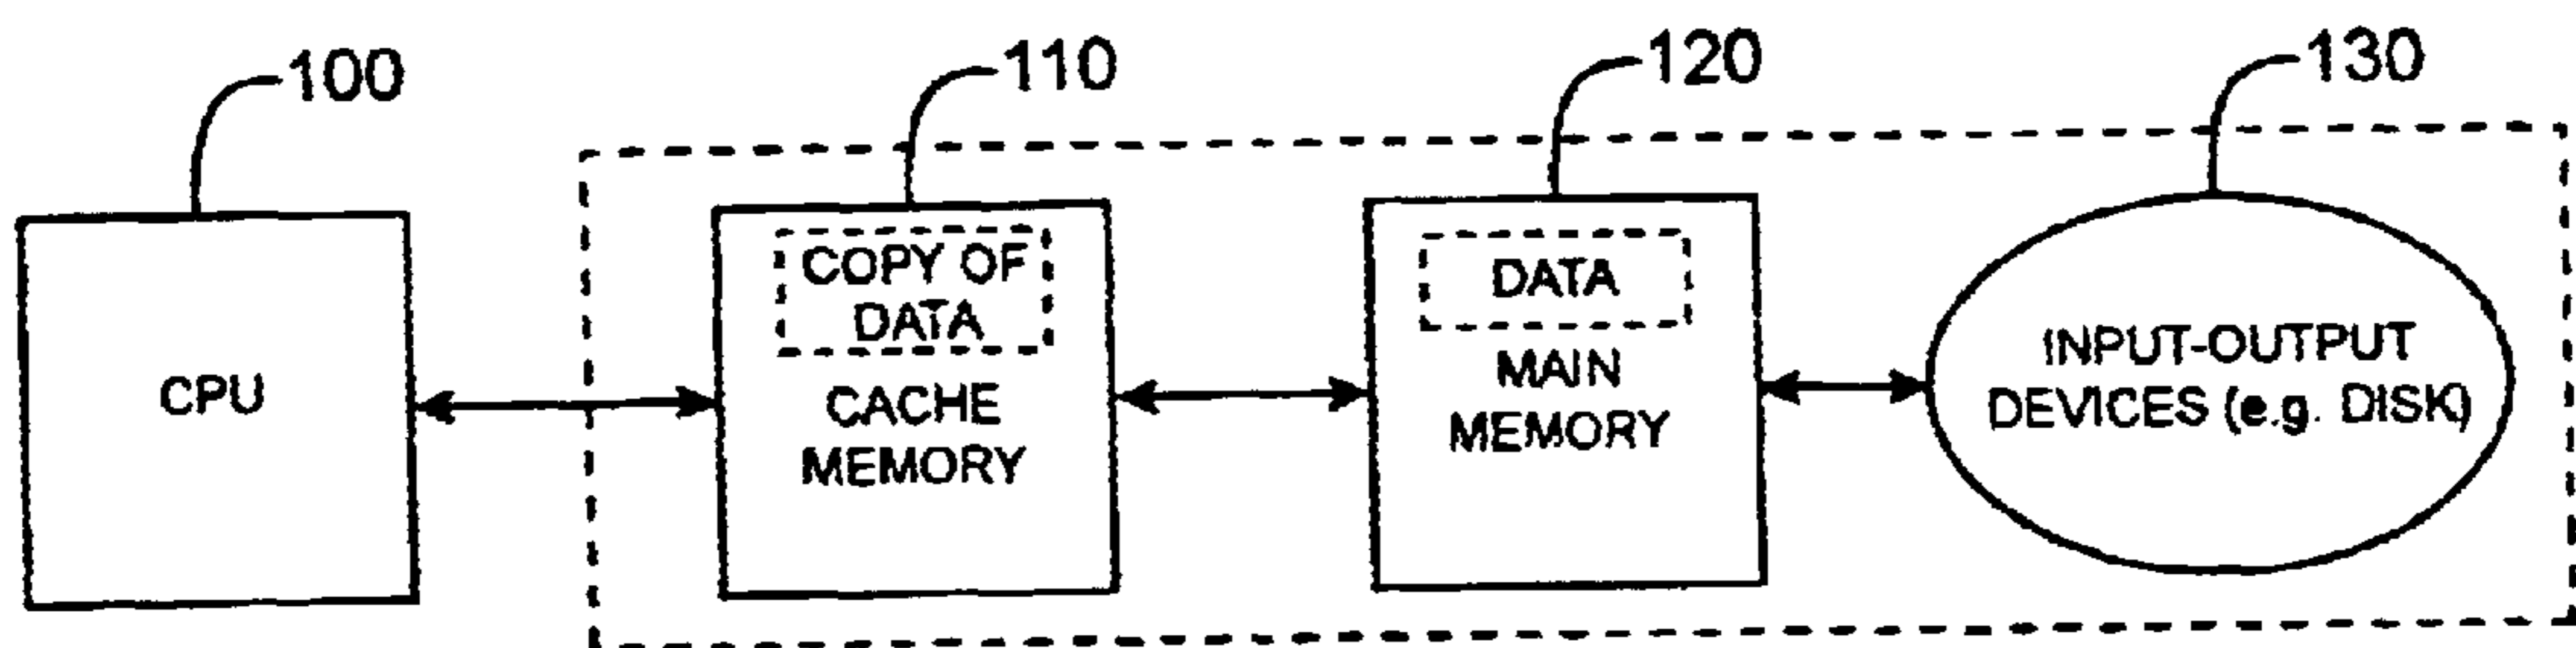 100
110
120
130
CPU
COPY OF
DATA
CACHE
MEMORY
DATA
MAIN
MEMORY
INPUT-OUTPUT
DEVICES (e.g. DISK)